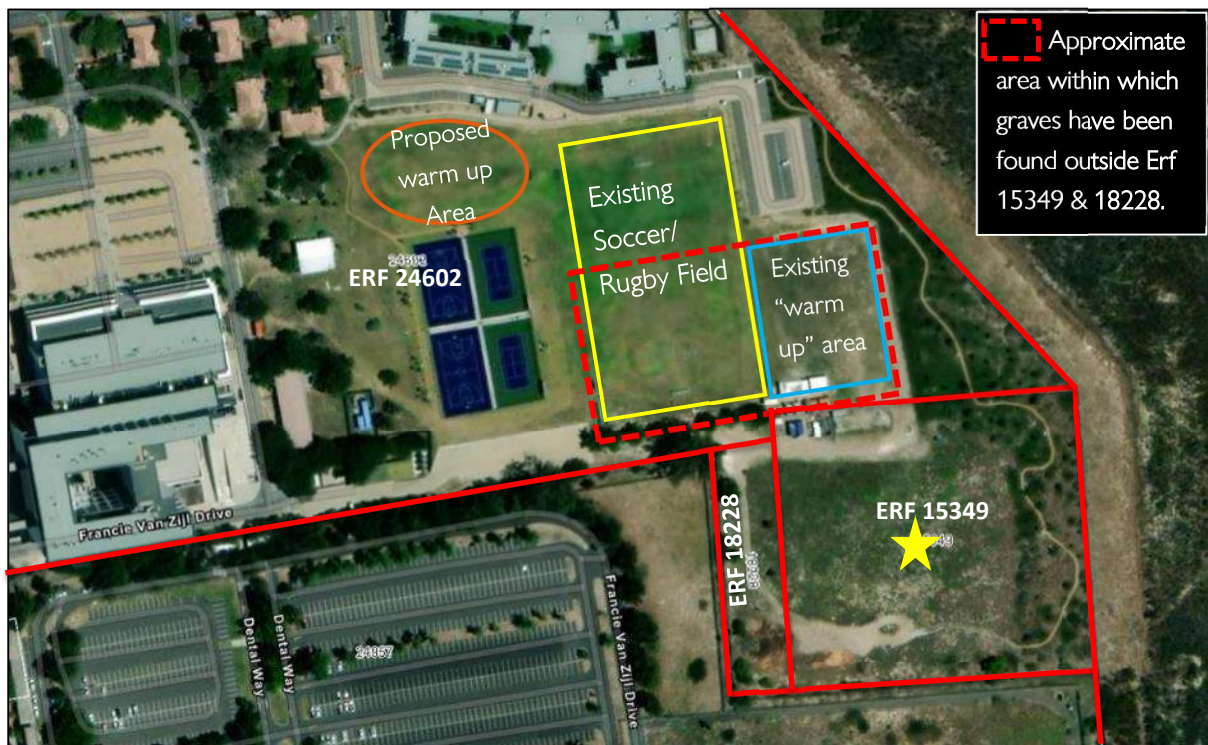 Approximate
area within which
graves have been
found outside Erf
15349 & 18228.
Proposed
warm up
Area
Existing
Soccer/
Rugby Field
Existing
“warm
up” area
ERF 24602
ERF 15349
ERF 18228
Francie Van Zijl Drive
Francie Van Zijl Drive
Dental Way
Dental Way
24857